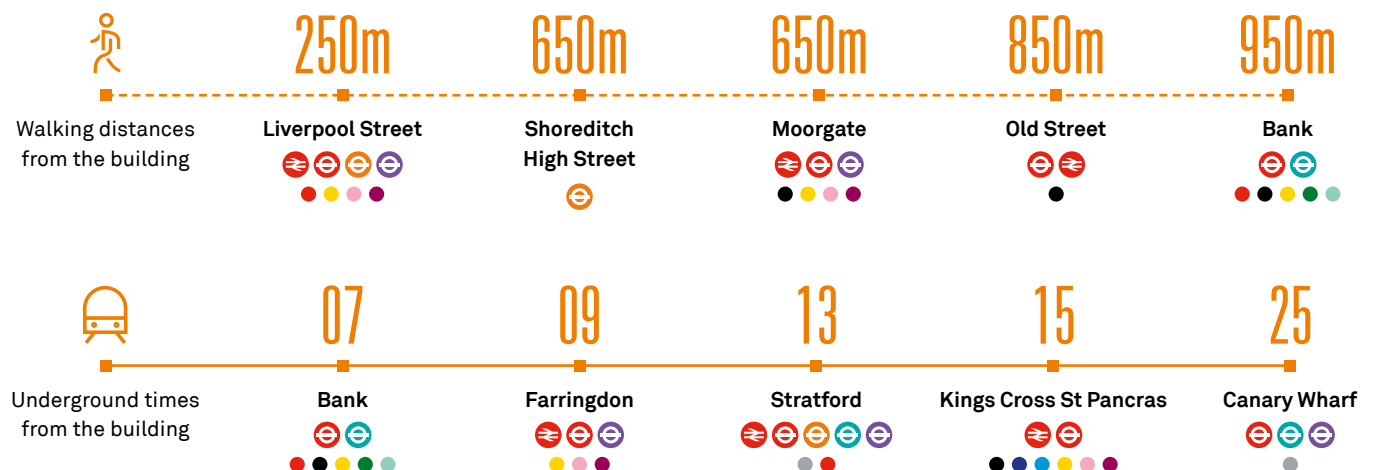 250m 650m 650m 850m 950m
Walking distances
from the building
Liverpool Street
Shoreditch
High Street
Moorgate
Old Street
Bank
07 09 13 15 25
Underground times
from the building
Bank
Farringdon
Stratford
Kings Cross St Pancras
Canary Wharf